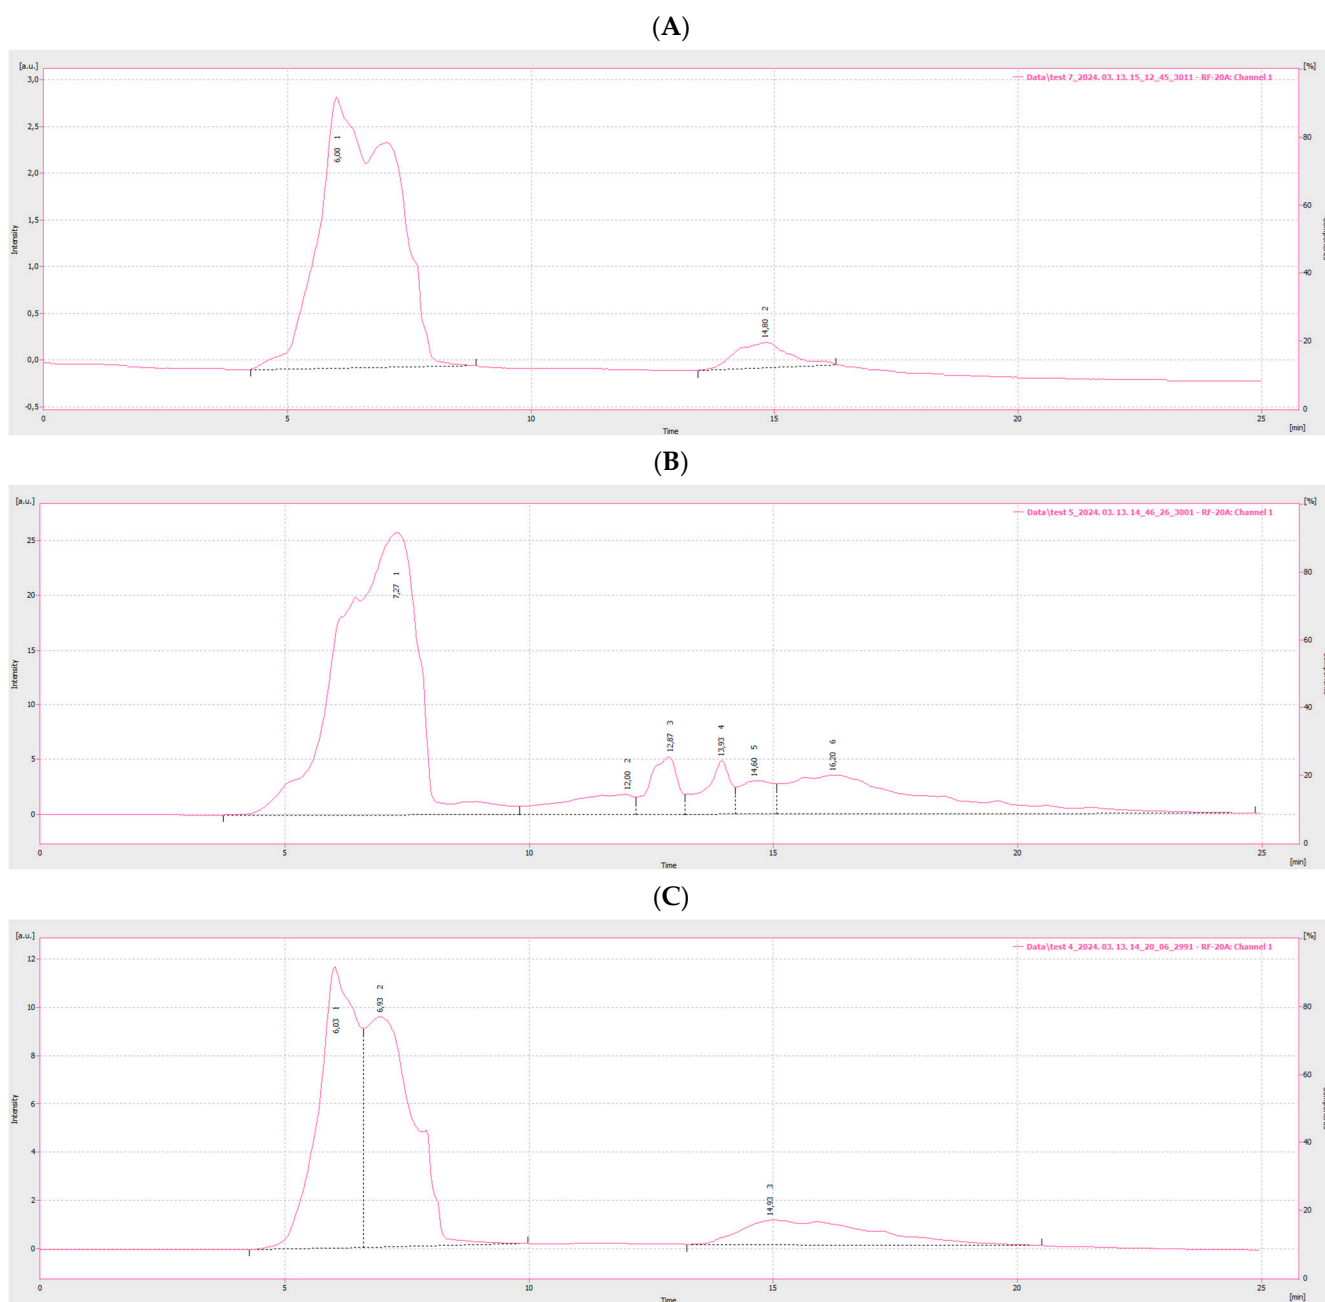 (A)
[a.u.] [%]
Data\test 7_2024. 03. 13. 15_12_45_3011 - RF-20A: Channel 1
3,0
2,5
2,0
1,5
1,0
0,5
0,0
-0,5
Intensity
6,00 1
14,80 2
80
60
40
20
0
0 5 10 15 20 25
Time
[min]
(B)
[a.u.] [%]
Data\test 5_2024. 03. 13. 14_46_26_3001 - RF-20A: Channel 1
25
20
15
10
5
0
Intensity
7,27 1
12,00 2
12,87 3
13,93 4
14,60 5
16,20 6
80
60
40
20
0
0 5 10 15 20 25
Time
[min]
(C)
[a.u.] [%]
Data\test 4_2024. 03. 13. 14_20_06_2991 - RF-20A: Channel 1
12
10
8
6
4
2
0
Intensity
6,03 1
6,93 2
14,93 3
80
60
40
20
0
0 5 10 15 20 25
Time
[min]